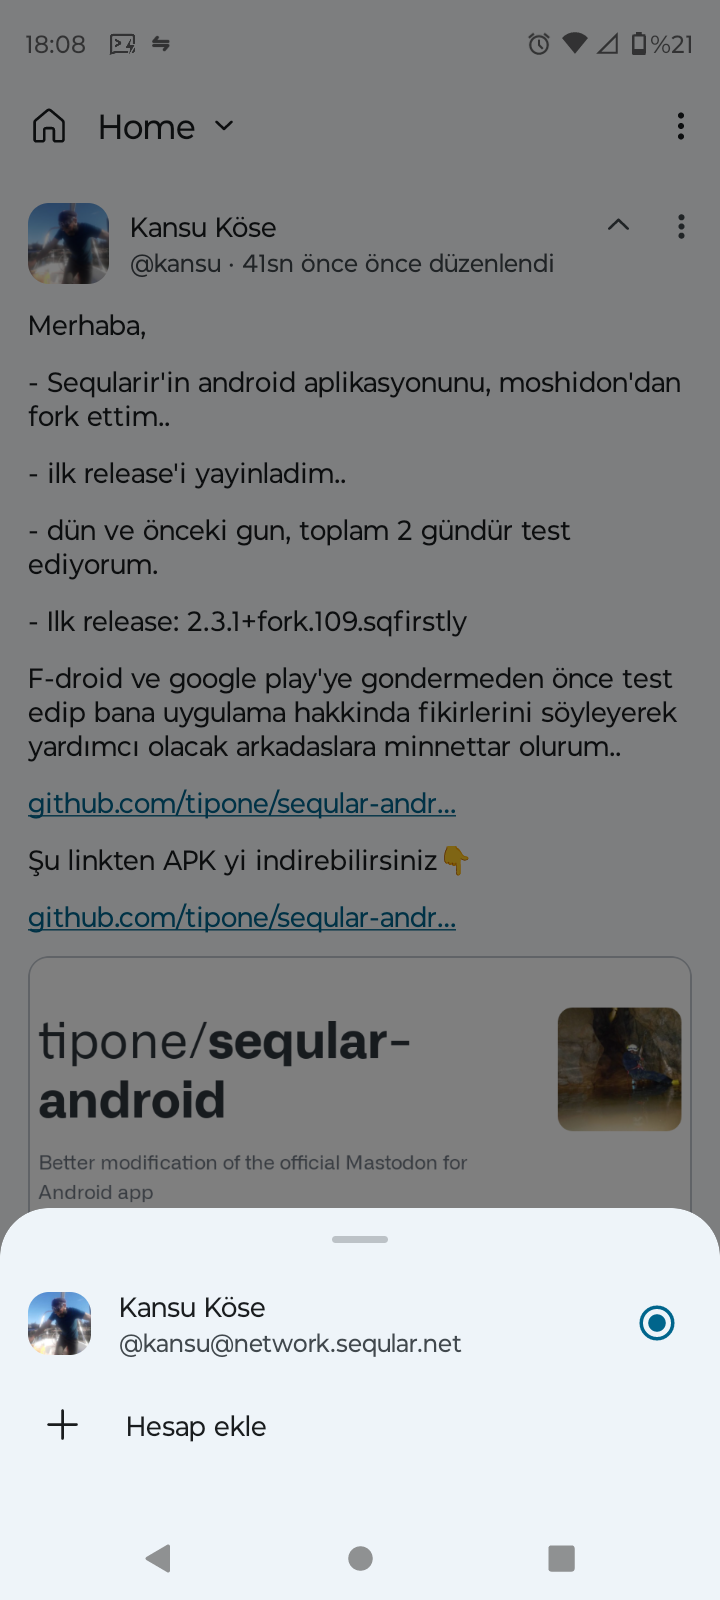 18:08 %21
Home
Kansu Köse
@kansu · 41sn önce önce düzenlendi
Merhaba,
- Seqularir'in android aplikasyonunu, moshidon'dan
fork ettim..
- ilk release'i yayinladim..
- dün ve önceki gun, toplam 2 gündür test
ediyorum.
- Ilk release: 2.3.1+fork.109.sqfirstly
F-droid ve google play'ye gondermeden önce test
edip bana uygulama hakkinda fikirlerini söyleyerek
yardımcı olacak arkadaslara minnettar olurum..
github.com/tipone/seqular-andr...
Şu linkten APK yi indirebilirsiniz👇
github.com/tipone/seqular-andr...
tipone/seqular-
android
Better modification of the official Mastodon for
Android app
Kansu Köse
@kansu@network.seqular.net
Hesap ekle